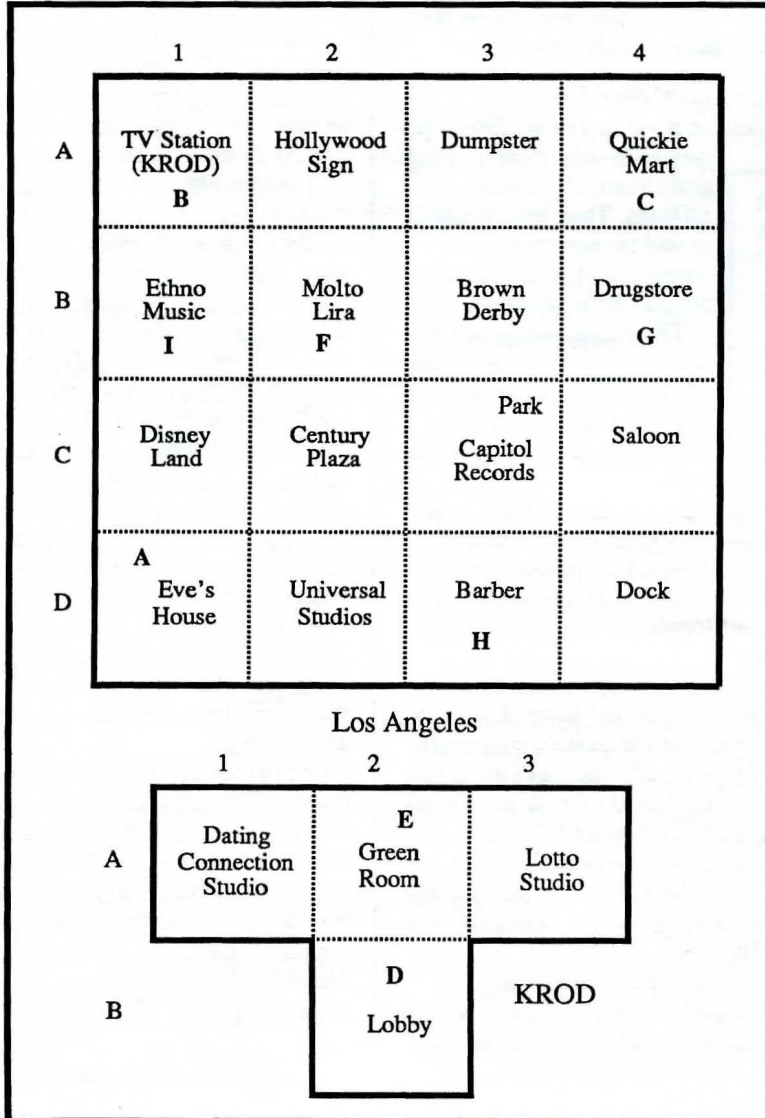 1 2 3 4
A
TV Station Hollywood Dumpster Quickie
(KROD) Sign Mart
B C
B
Ethno Molto Brown Drugstore
Music Lira Derby
I F G
Park
C
Disney Century Capitol Saloon
Land Plaza Records
A
D
Eve's Universal Barber Dock
House Studios
H
Los Angeles
1 2 3
E
A
Dating Green Lotto
Connection Room Studio
Studio
D
B
KROD
Lobby